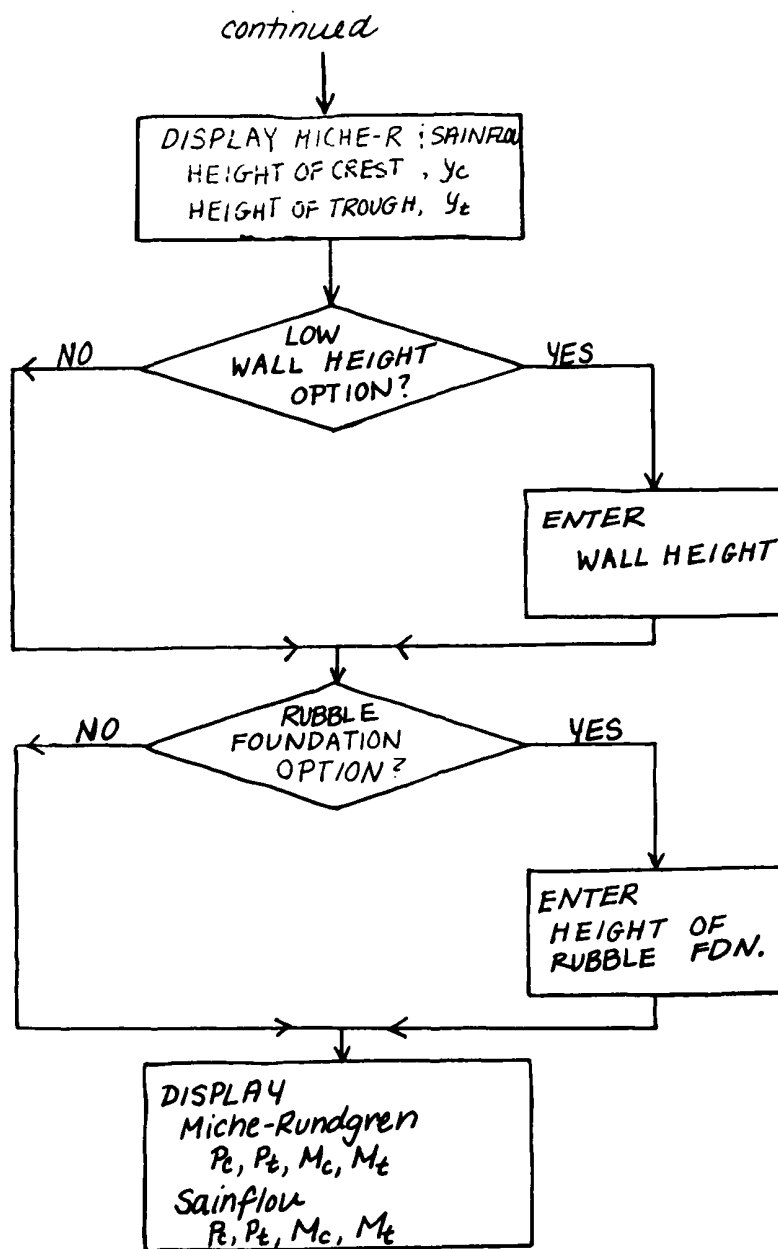 continued
DISPLAY MICHE-R ; SAINFLOU
HEIGHT OF CREST , yc
HEIGHT OF TROUGH, yt
LOW
WALL HEIGHT
OPTION?
NO
YES
ENTER
WALL HEIGHT
RUBBLE
FOUNDATION
OPTION?
NO
YES
ENTER
HEIGHT OF
RUBBLE FDN.
DISPLAY
Miche-Rundgren
Pc, Pt, Mc, Mt
Sainflou
Pc, Pt, Mc, Mt